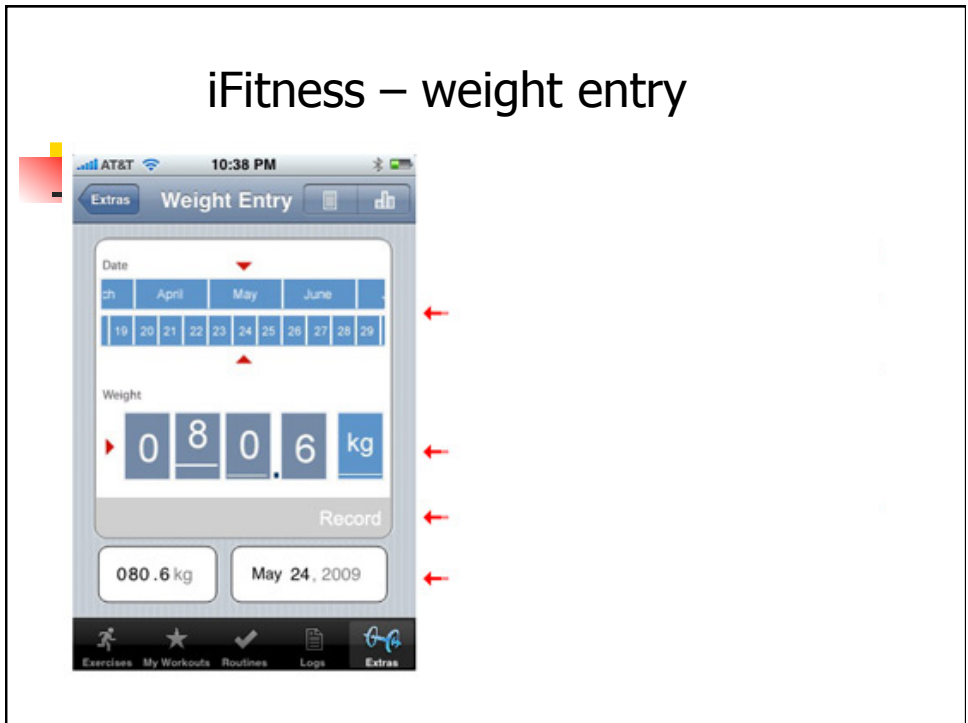 iFitness – weight entry
AT&T 10:38 PM
Extras Weight Entry
Date
ch April May June
19 20 21 22 23 24 25 26 27 28 29
Weight
0 8 0 . 6 kg
Record
080 .6 kg May 24, 2009
Exercises My Workouts Routines Logs Extras